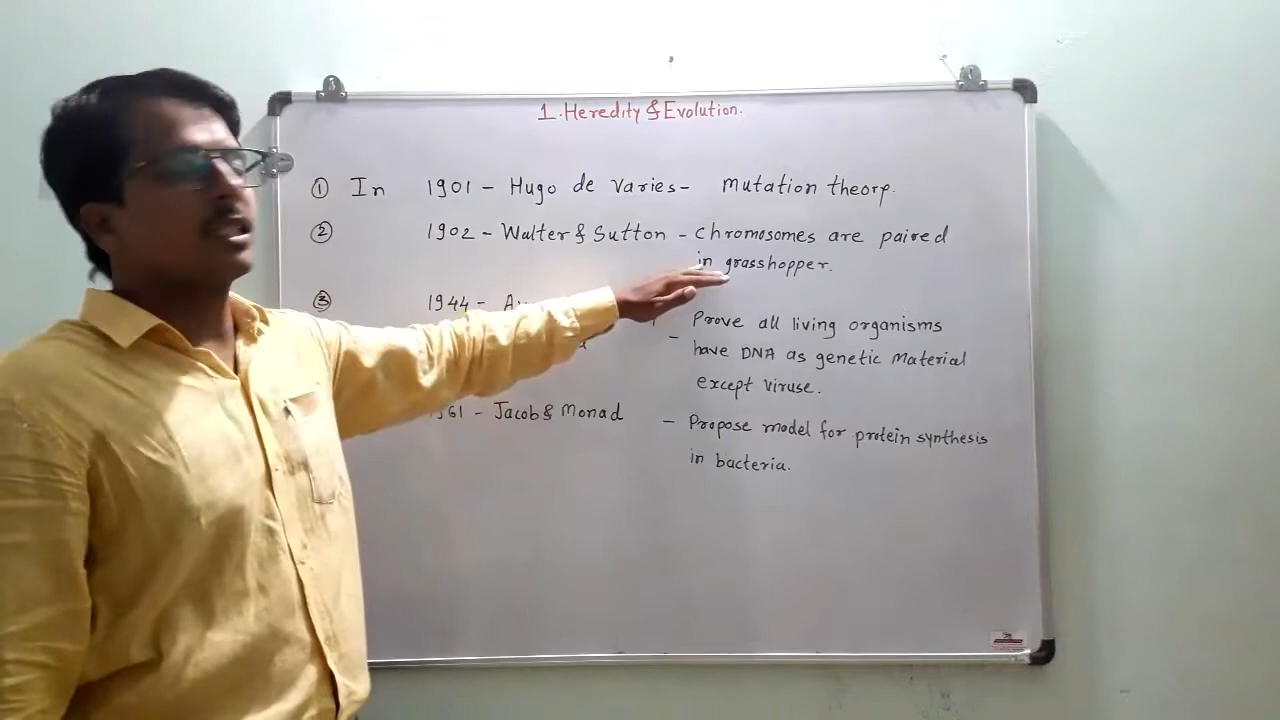 1. Heredity & Evolution.
① In 1901 - Hugo de Varies - Mutation theory.
② 1902 - Walter & Sutton - Chromosomes are paired
in grasshopper.
③ 1944 -
- Prove all living organisms
have DNA as genetic Material
except viruse.
1961 - Jacob & Monad - Propose model for protein synthesis
in bacteria.